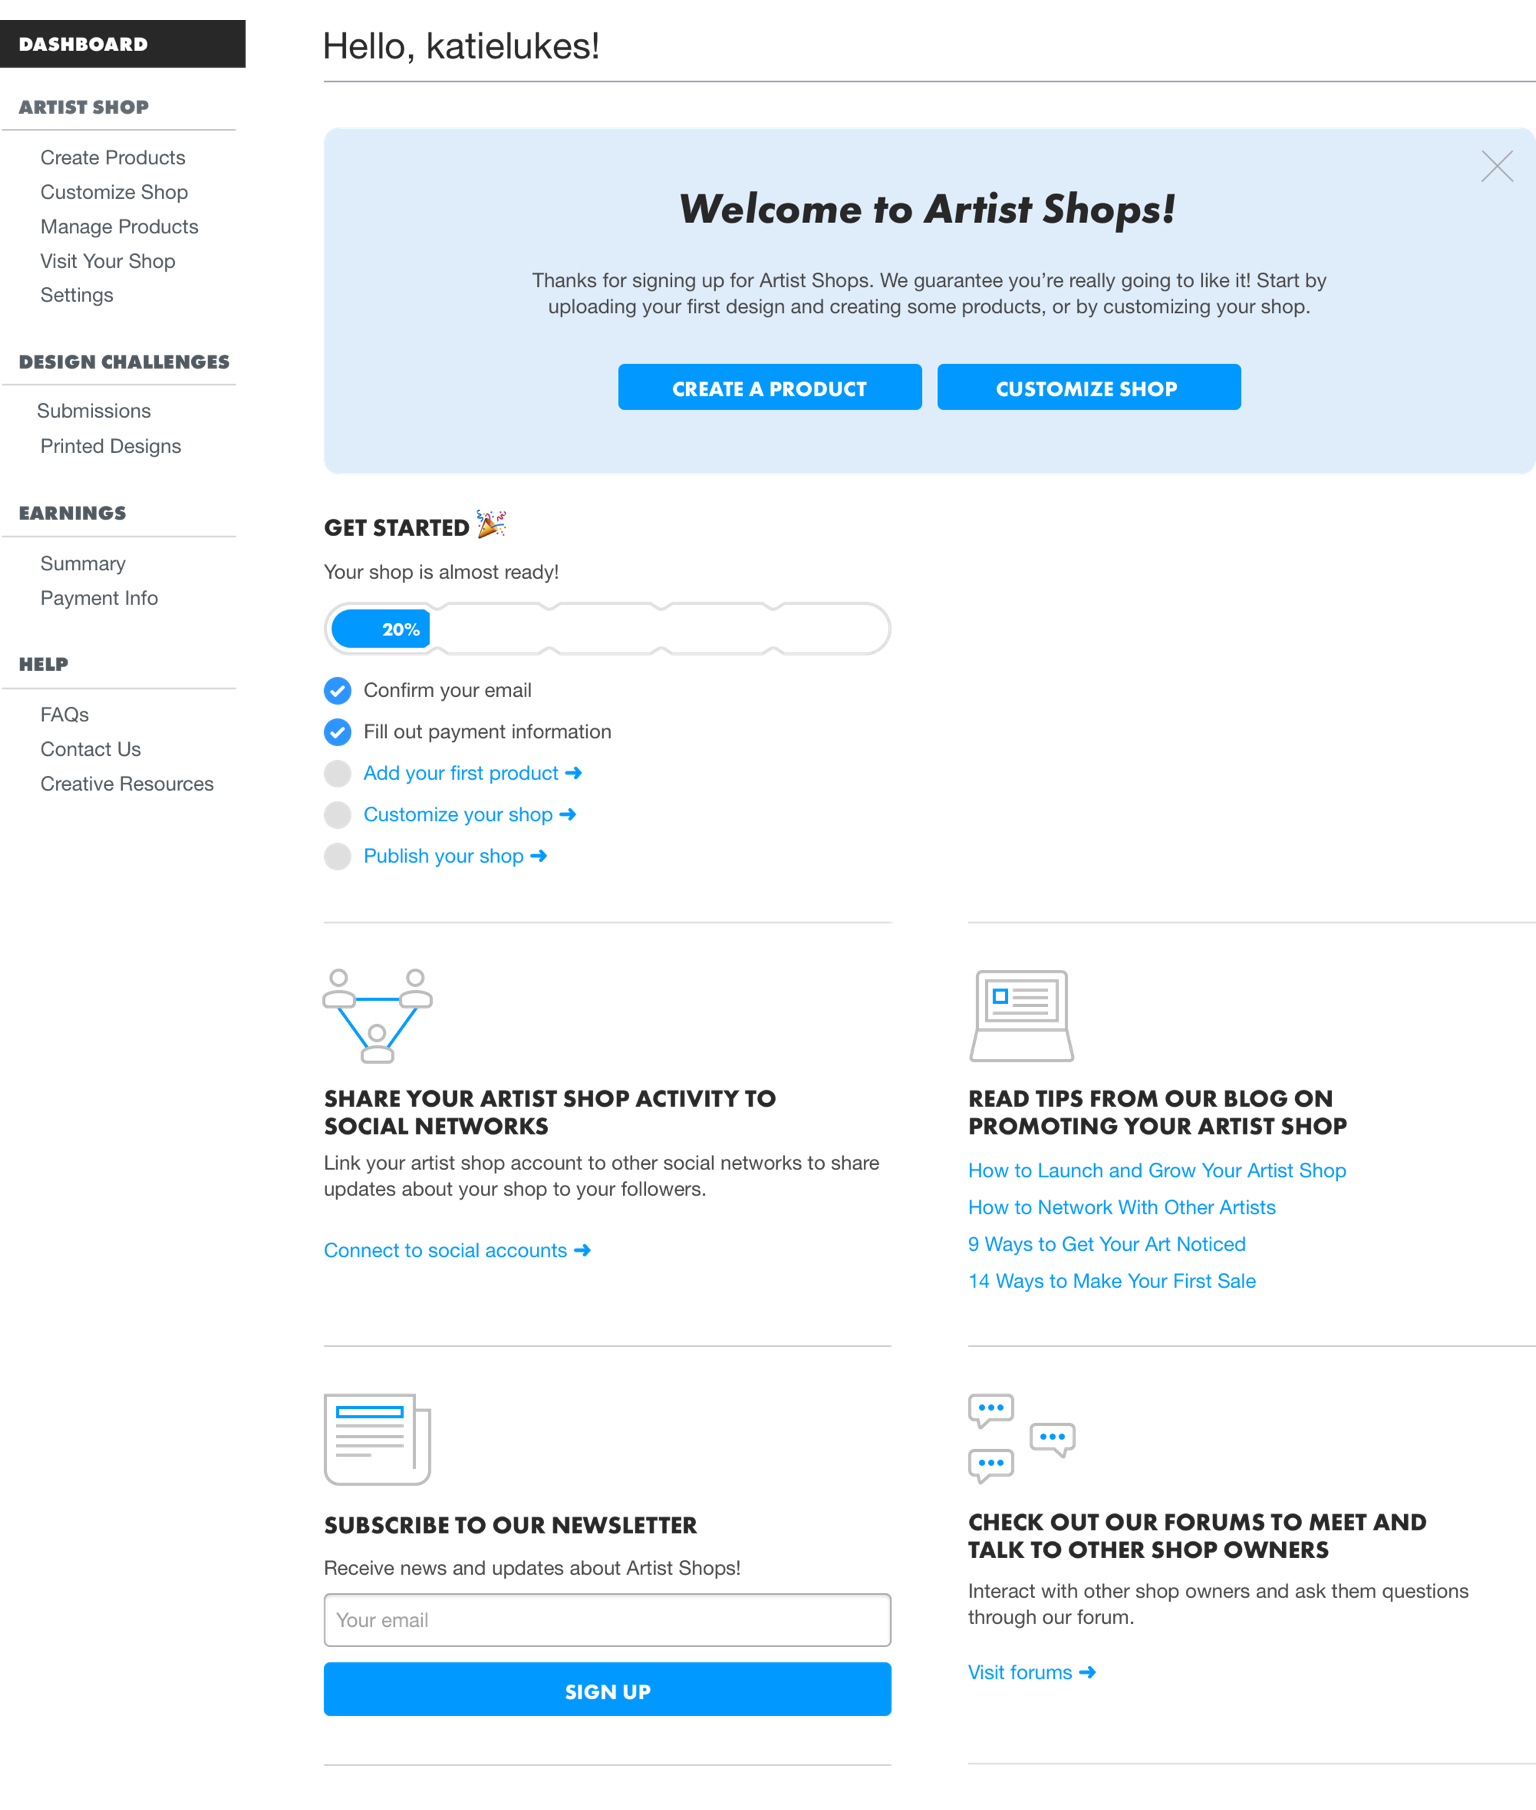 DASHBOARD
ARTIST SHOP
Create Products
Customize Shop
Manage Products
Visit Your Shop
Settings
DESIGN CHALLENGES
Submissions
Printed Designs
EARNINGS
Summary
Payment Info
HELP
FAQs
Contact Us
Creative Resources
Hello, katielukes!
Welcome to Artist Shops!
Thanks for signing up for Artist Shops. We guarantee you’re really going to like it! Start by
uploading your first design and creating some products, or by customizing your shop.
CREATE A PRODUCT
CUSTOMIZE SHOP
GET STARTED 🎉
Your shop is almost ready!
20%
Confirm your email
Fill out payment information
Add your first product ➜
Customize your shop ➜
Publish your shop ➜
SHARE YOUR ARTIST SHOP ACTIVITY TO
SOCIAL NETWORKS
Link your artist shop account to other social networks to share
updates about your shop to your followers.
Connect to social accounts ➜
READ TIPS FROM OUR BLOG ON
PROMOTING YOUR ARTIST SHOP
How to Launch and Grow Your Artist Shop
How to Network With Other Artists
9 Ways to Get Your Art Noticed
14 Ways to Make Your First Sale
SUBSCRIBE TO OUR NEWSLETTER
Receive news and updates about Artist Shops!
Your email
SIGN UP
CHECK OUT OUR FORUMS TO MEET AND
TALK TO OTHER SHOP OWNERS
Interact with other shop owners and ask them questions
through our forum.
Visit forums ➜